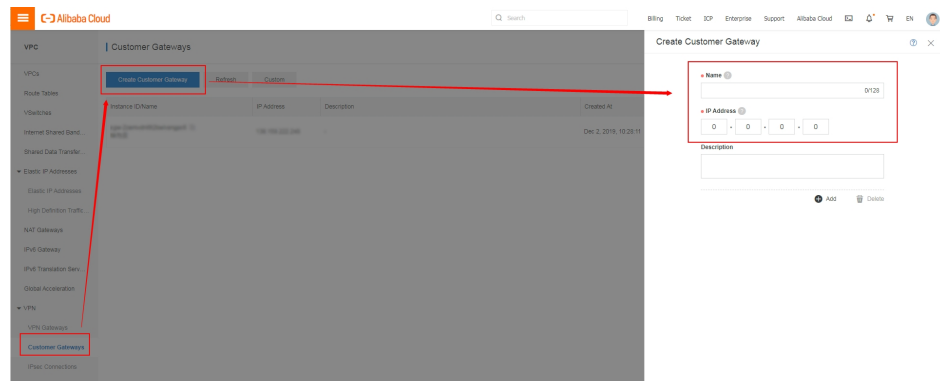 Alibaba Cloud
Search
Billing Ticket ICP Enterprise Support Alibaba Cloud EN
VPC
Customer Gateways
Create Customer Gateway
VPCs
Create Customer Gateway Refresh Custom
Route Tables
Instance ID/Name IP Address Description Created At
VSwitches
Internet Shared Band...
Dec 2, 2019, 10:20:11
Shared Data Transfer...
Elastic IP Addresses
Elastic IP Addresses
High Definition Traffic...
NAT Gateways
IPv6 Gateway
IPv6 Translation Serv...
Global Acceleration
VPN
VPN Gateways
Customer Gateways
IPsec Connections
Name
0/128
IP Address
0 . 0 . 0 . 0
Description
Add Delete